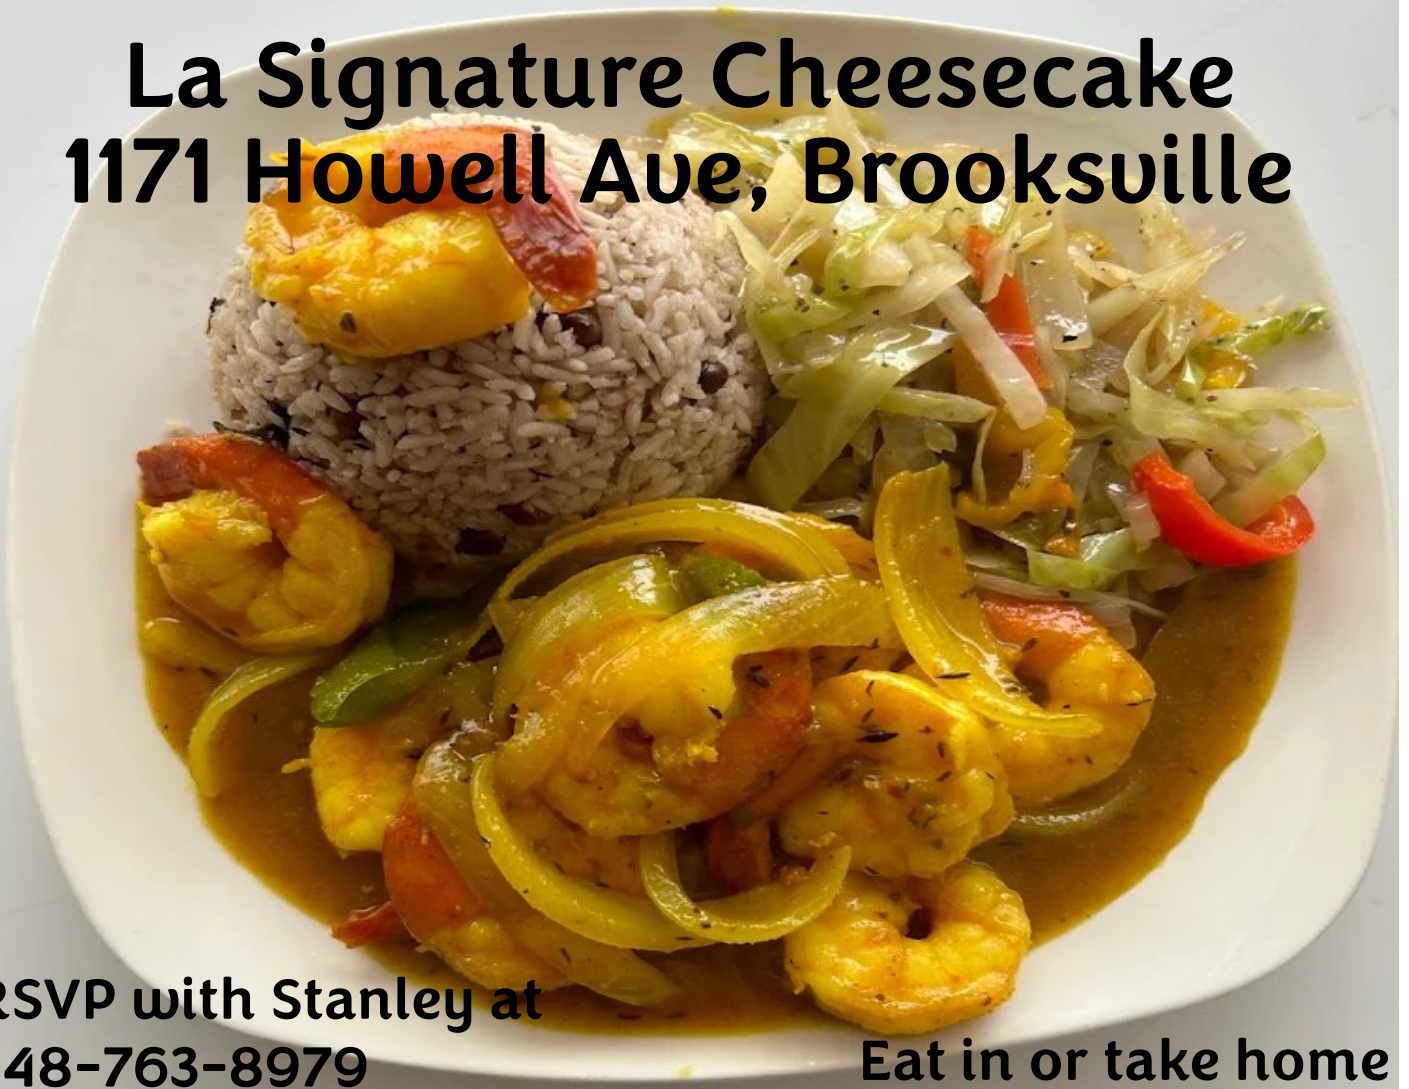 La Signature Cheesecake
1171 Howell Ave, Brooksville
RSVP with Stanley at
48-763-8979
Eat in or take home